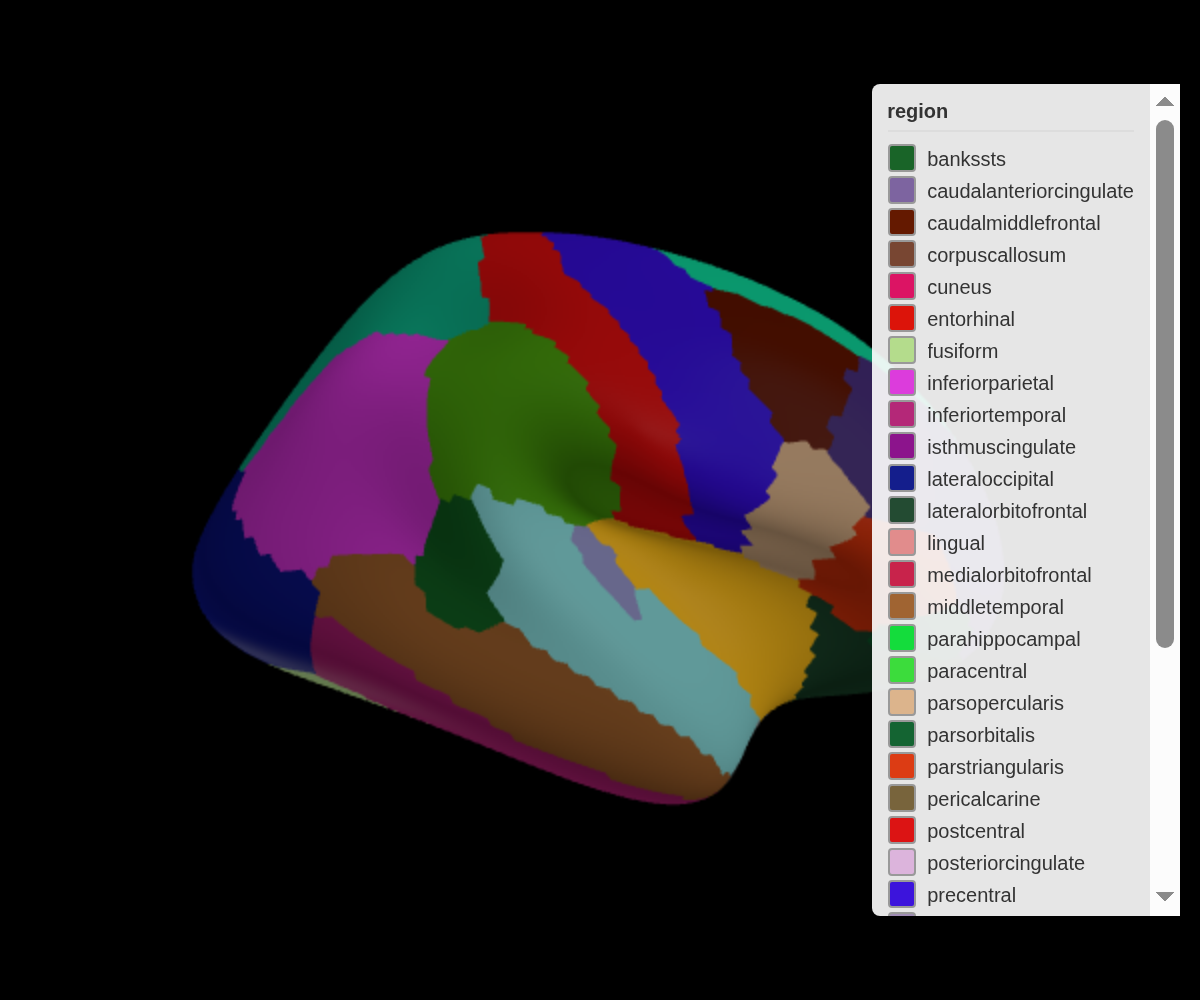 region
bankssts
caudalanteriorcingulate
caudalmiddlefrontal
corpuscallosum
cuneus
entorhinal
fusiform
inferiorparietal
inferiortemporal
isthmuscingulate
lateraloccipital
lateralorbitofrontal
lingual
medialorbitofrontal
middletemporal
parahippocampal
paracentral
parsopercularis
parsorbitalis
parstriangularis
pericalcarine
postcentral
posteriorcingulate
precentral